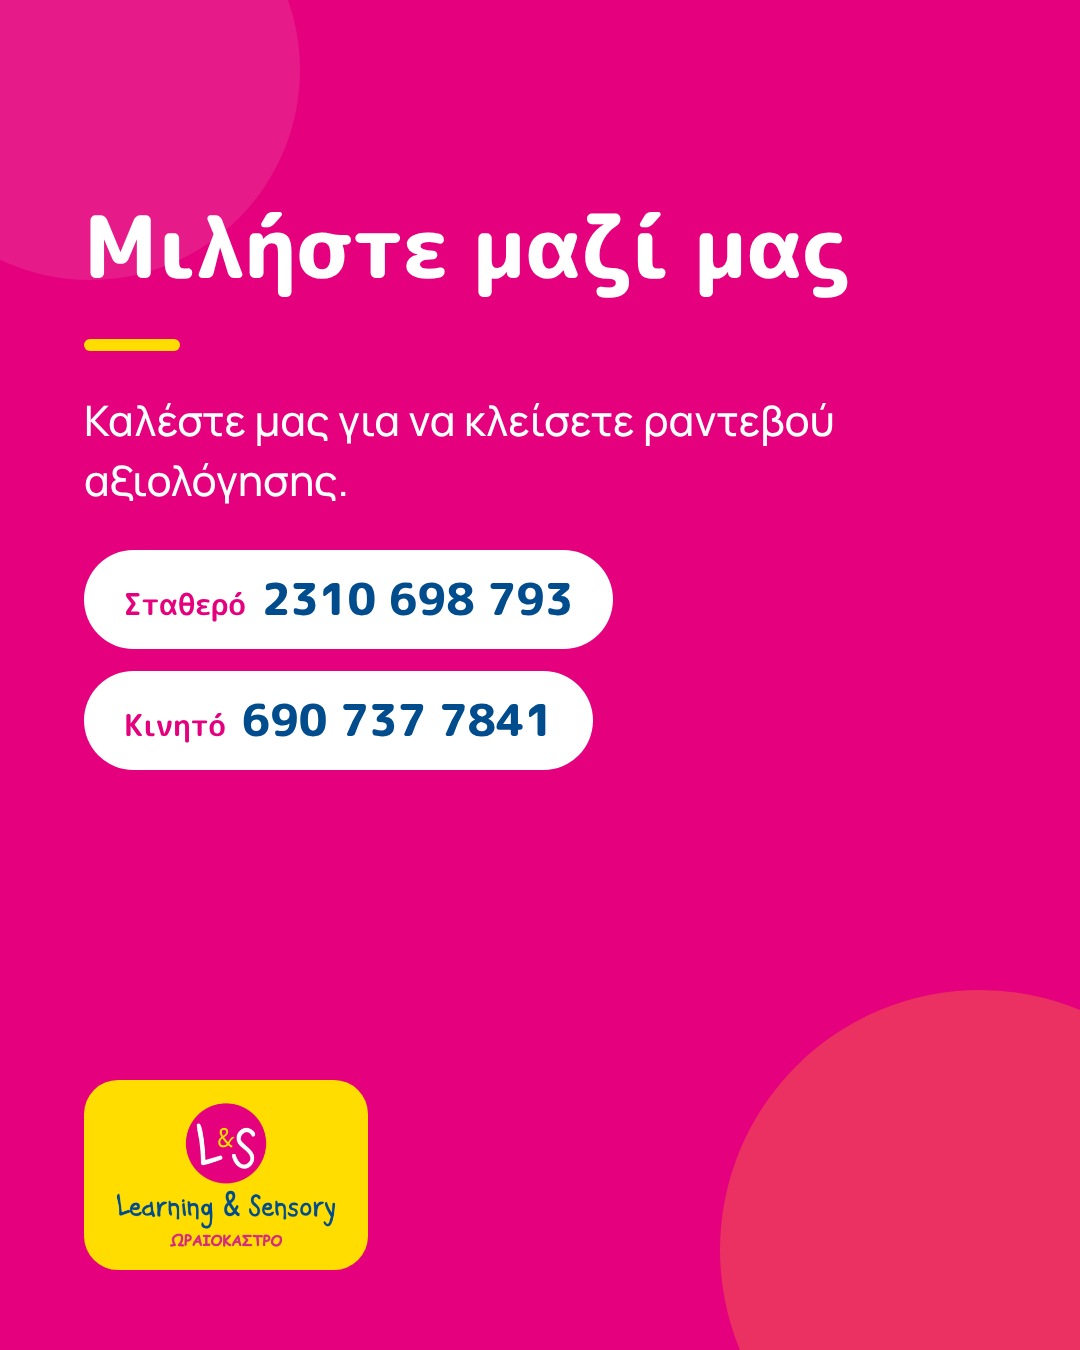 Μιλήστε μαζί μας
Καλέστε μας για να κλείσετε ραντεβού
αξιολόγησης.
Σταθερό 2310 698 793
Κινητό 690 737 7841
L&S
Learning & Sensory
ΩΡΑΙΟΚΑΣΤΡΟ